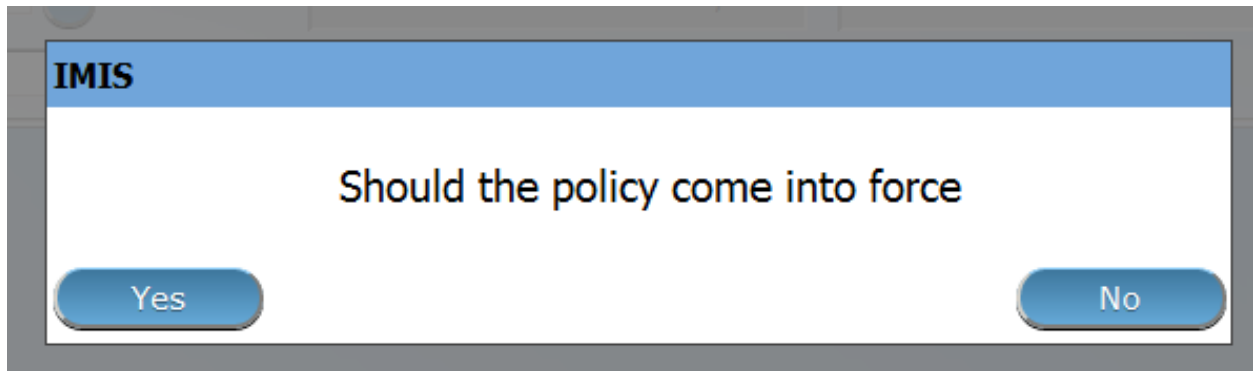 IMIS
Should the policy come into force
Yes
No